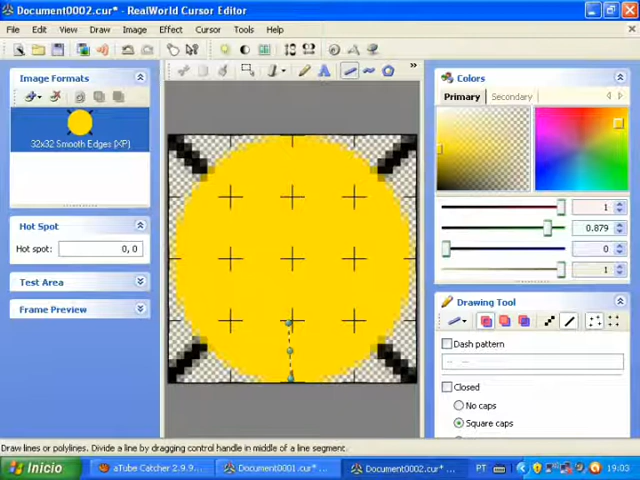 Document0002.cur* - RealWorld Cursor Editor
File Edit View Draw Image Effect Cursor Tools Help
Image Formats
32x32 Smooth Edges (XP)
Hot Spot
Hot spot: 0, 0
Test Area
Frame Preview
Colors
Primary Secondary
1
0.879
0
1
Drawing Tool
Dash pattern
Closed
No caps
Square caps
Draw lines or polylines. Divide a line by dragging control handle in middle of a line segment.
Inicio aTube Catcher 2.9.9... Document0001.cur* ... Document0002.cur* ... PT 19:03